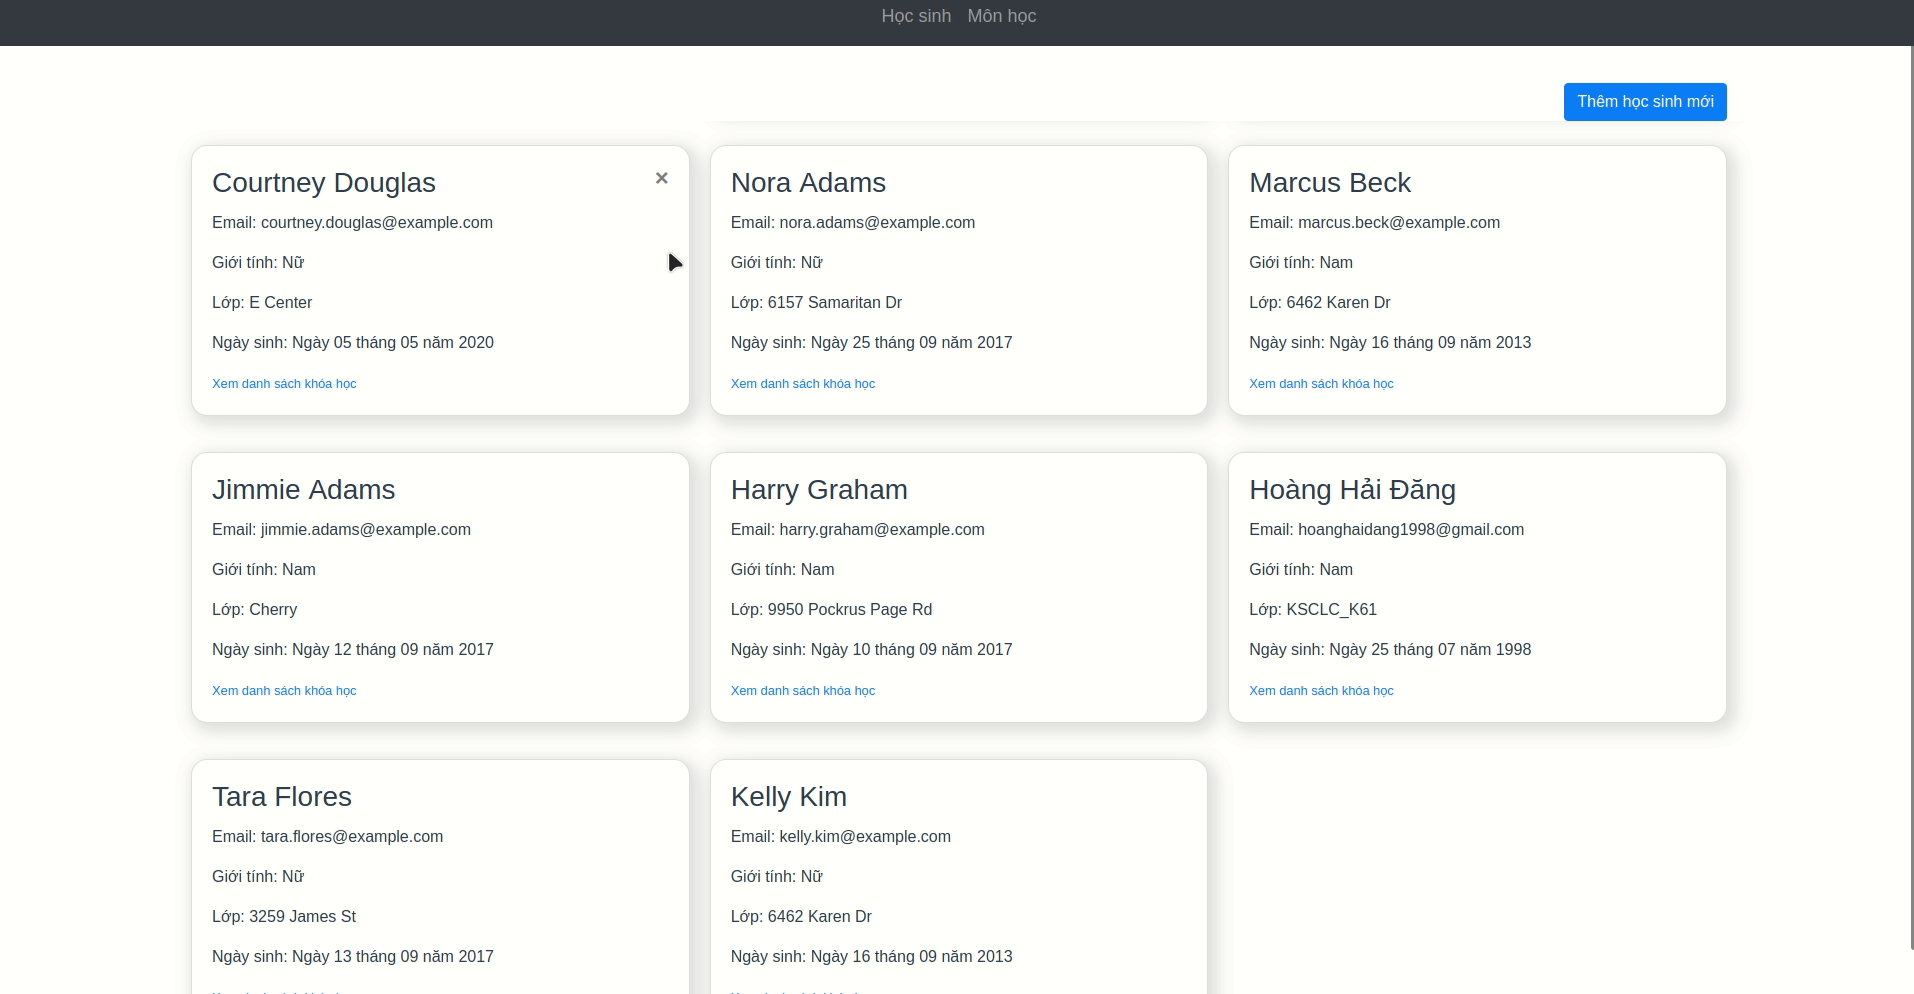 Học sinh Môn học
Thêm học sinh mới
Courtney Douglas
Email: courtney.douglas@example.com
Giới tính: Nữ
Lớp: E Center
Ngày sinh: Ngày 05 tháng 05 năm 2020
Xem danh sách khóa học
Nora Adams
Email: nora.adams@example.com
Giới tính: Nữ
Lớp: 6157 Samaritan Dr
Ngày sinh: Ngày 25 tháng 09 năm 2017
Xem danh sách khóa học
Marcus Beck
Email: marcus.beck@example.com
Giới tính: Nam
Lớp: 6462 Karen Dr
Ngày sinh: Ngày 16 tháng 09 năm 2013
Xem danh sách khóa học
Jimmie Adams
Email: jimmie.adams@example.com
Giới tính: Nam
Lớp: Cherry
Ngày sinh: Ngày 12 tháng 09 năm 2017
Xem danh sách khóa học
Harry Graham
Email: harry.graham@example.com
Giới tính: Nam
Lớp: 9950 Pockrus Page Rd
Ngày sinh: Ngày 10 tháng 09 năm 2017
Xem danh sách khóa học
Hoàng Hải Đăng
Email: hoanghaidang1998@gmail.com
Giới tính: Nam
Lớp: KSCLC_K61
Ngày sinh: Ngày 25 tháng 07 năm 1998
Xem danh sách khóa học
Tara Flores
Email: tara.flores@example.com
Giới tính: Nữ
Lớp: 3259 James St
Ngày sinh: Ngày 13 tháng 09 năm 2017
Kelly Kim
Email: kelly.kim@example.com
Giới tính: Nữ
Lớp: 6462 Karen Dr
Ngày sinh: Ngày 16 tháng 09 năm 2013